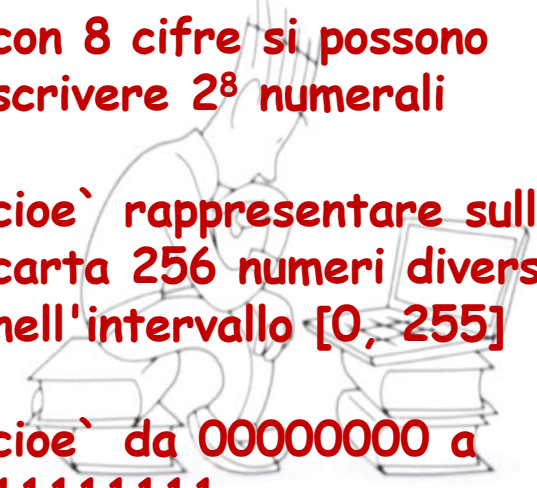 con 8 cifre si possono
scrivere 2⁸ numerali
cioe` rappresentare sull
carta 256 numeri divers
nell'intervallo [0, 255]
cioe` da 00000000 a
11111111